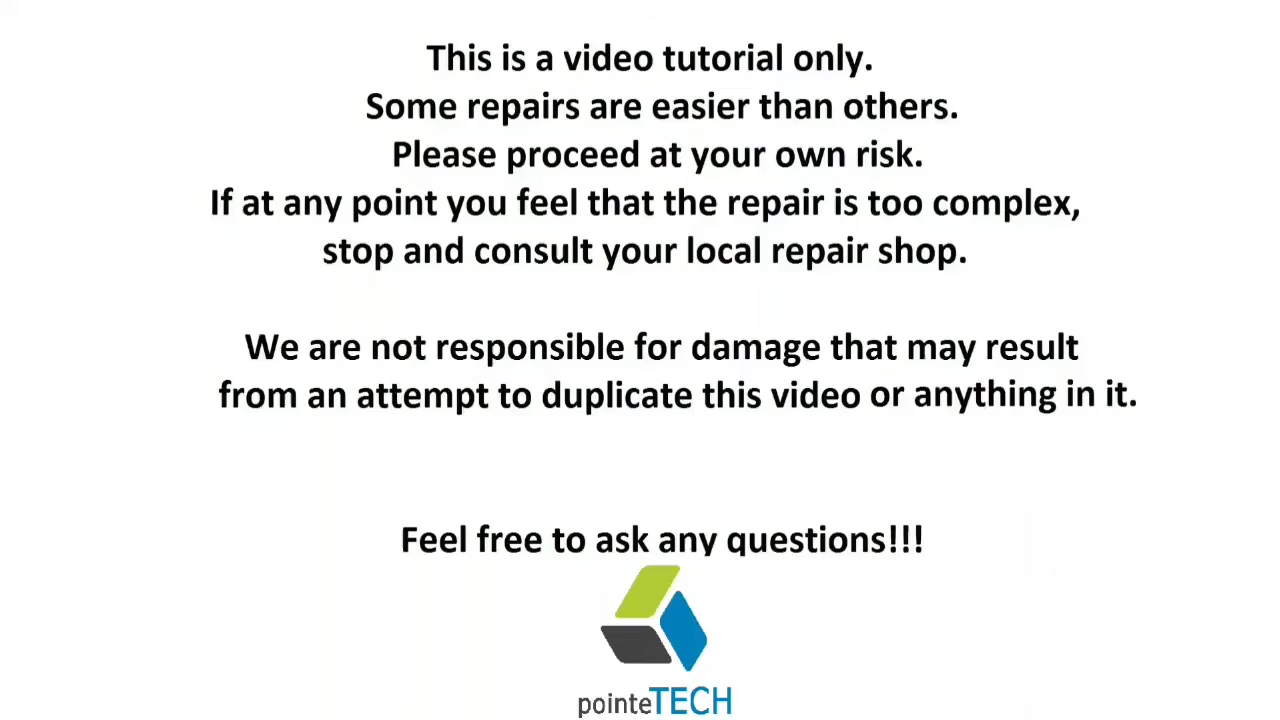 This is a video tutorial only.
Some repairs are easier than others.
Please proceed at your own risk.
If at any point you feel that the repair is too complex,
stop and consult your local repair shop.
We are not responsible for damage that may result
from an attempt to duplicate this video or anything in it.
Feel free to ask any questions!!!
pointeTECH